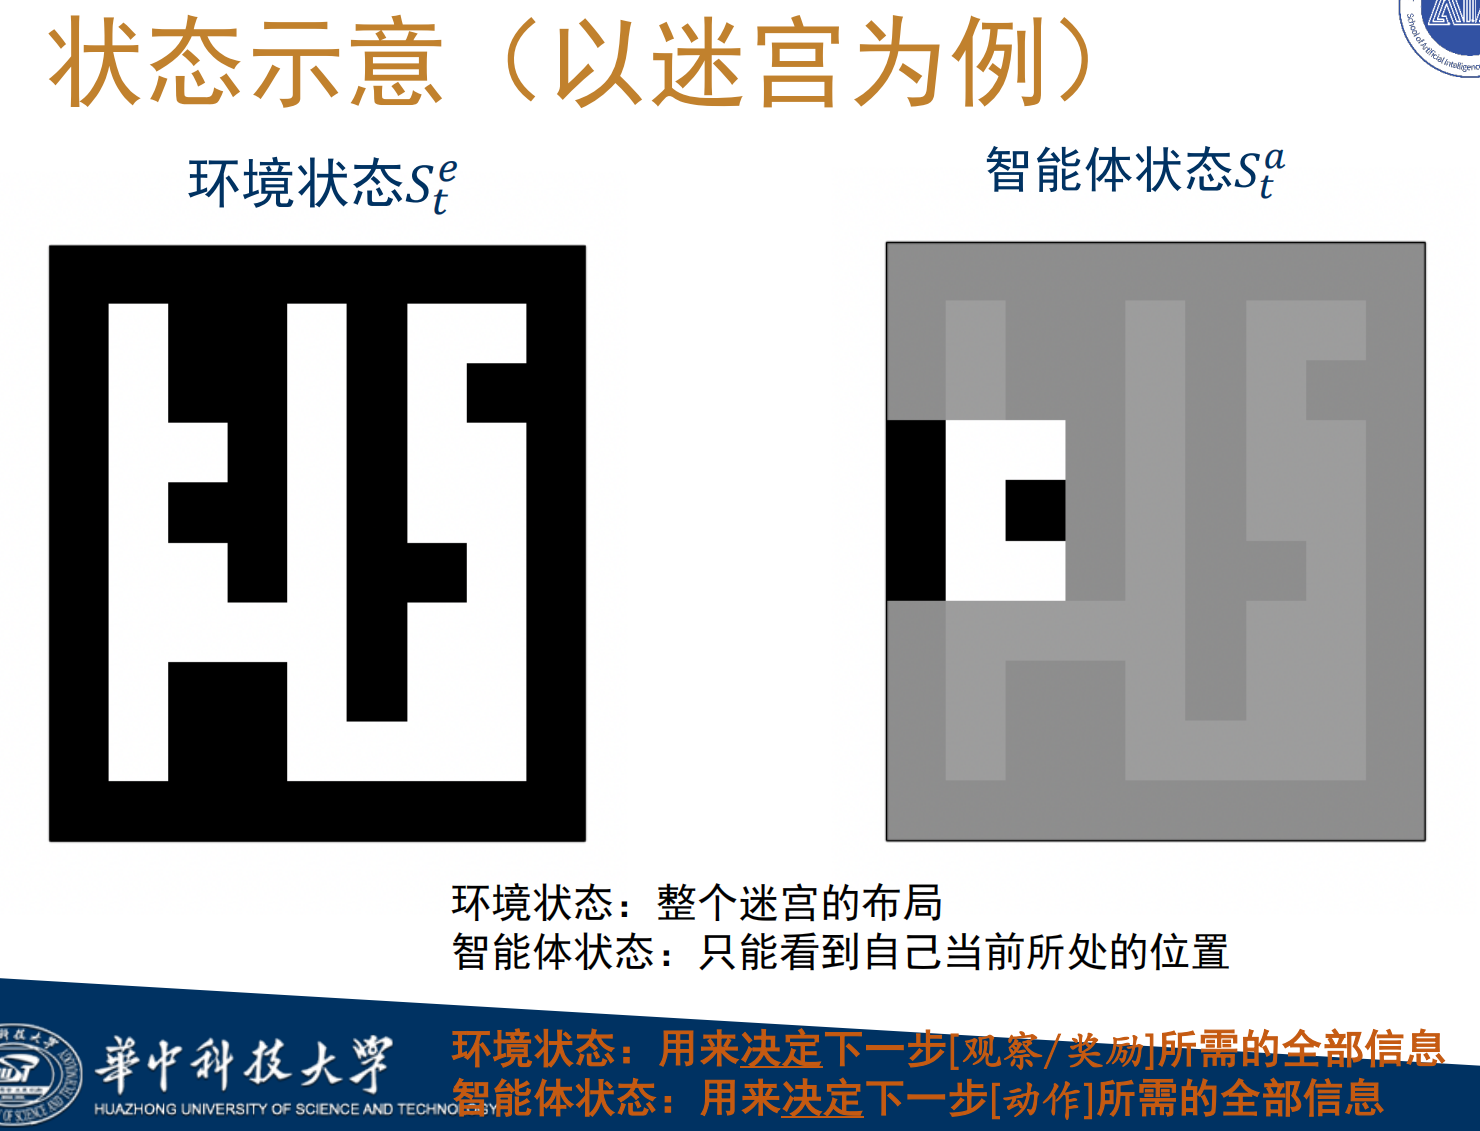 状态示意（以迷宫为例）
School of Artificial Intelligenc
环境状态$S_t^e$
智能体状态$S_t^a$
环境状态：整个迷宫的布局
智能体状态：只能看到自己当前所处的位置
華中科技大学
HUAZHONG UNIVERSITY OF SCIENCE AND TECHNOLOGY
环境状态：用来决定下一步[观察/奖励]所需的全部信息
智能体状态：用来决定下一步[动作]所需的全部信息